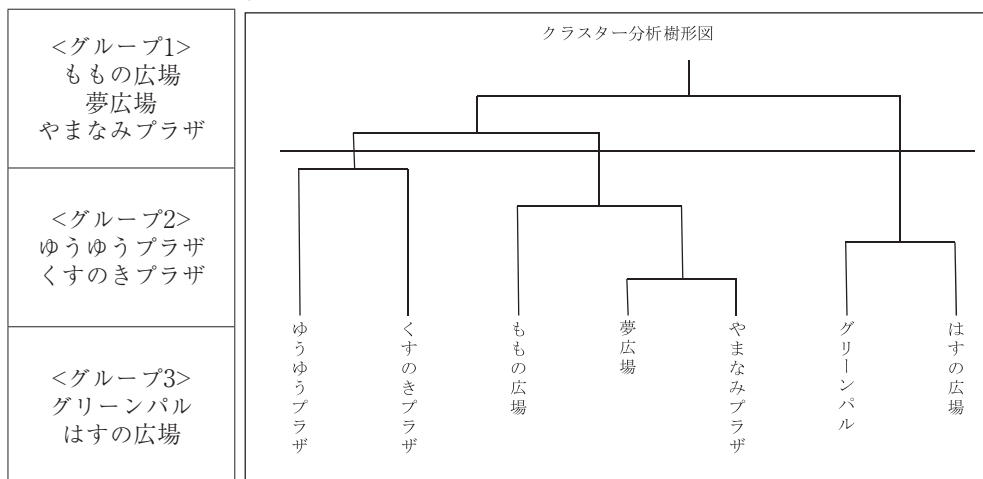 <グループ1>
ももの広場
夢広場
やまなみプラザ
<グループ2>
ゆうゆうプラザ
くすのきプラザ
<グループ3>
グリーンパル
はすの広場
クラスター分析樹形図
ゆうゆうプラザ
くすのきプラザ
ももの広場
夢広場
やまなみプラザ
グリーンパル
はすの広場